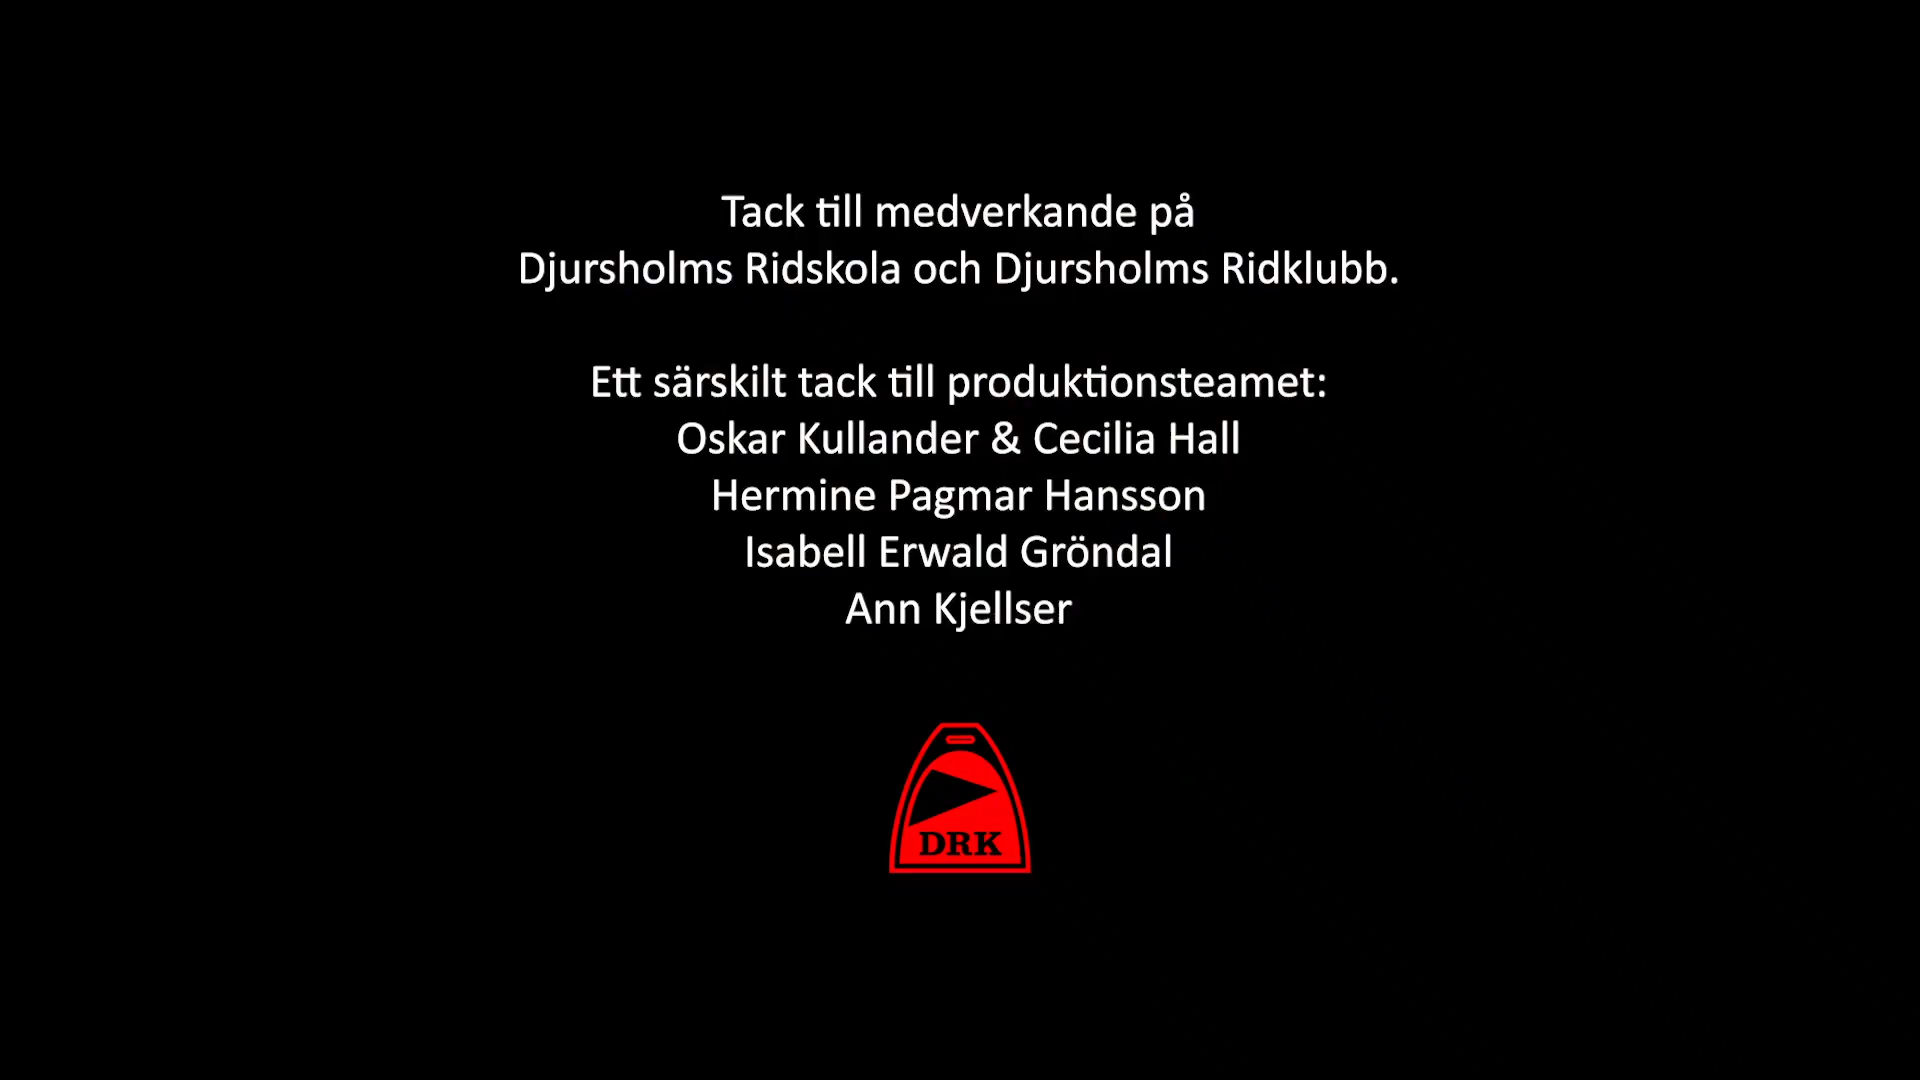 Tack till medverkande på
Djursholms Ridskola och Djursholms Ridklubb.
Ett särskilt tack till produktionsteamet:
Oskar Kullander & Cecilia Hall
Hermine Pagmar Hansson
Isabell Erwald Gröndal
Ann Kjellser
DRK